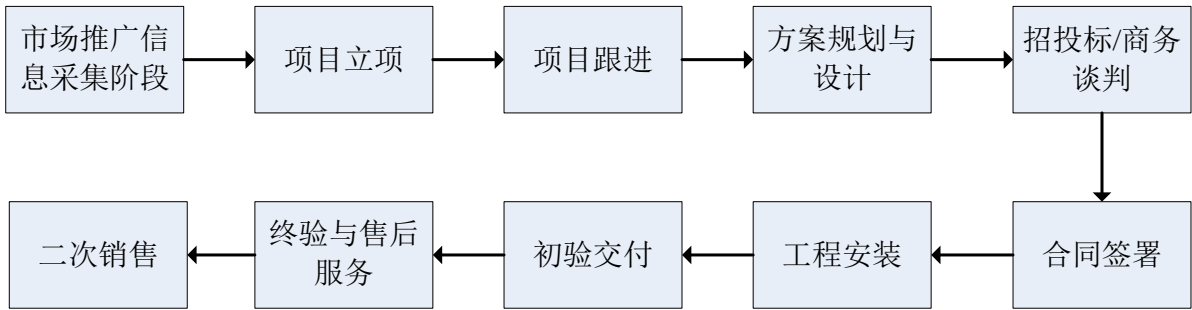 市场推广信
息采集阶段
项目立项
项目跟进
方案规划与
设计
招投标/商务
谈判
合同签署
工程安装
初验交付
终验与售后
服务
二次销售